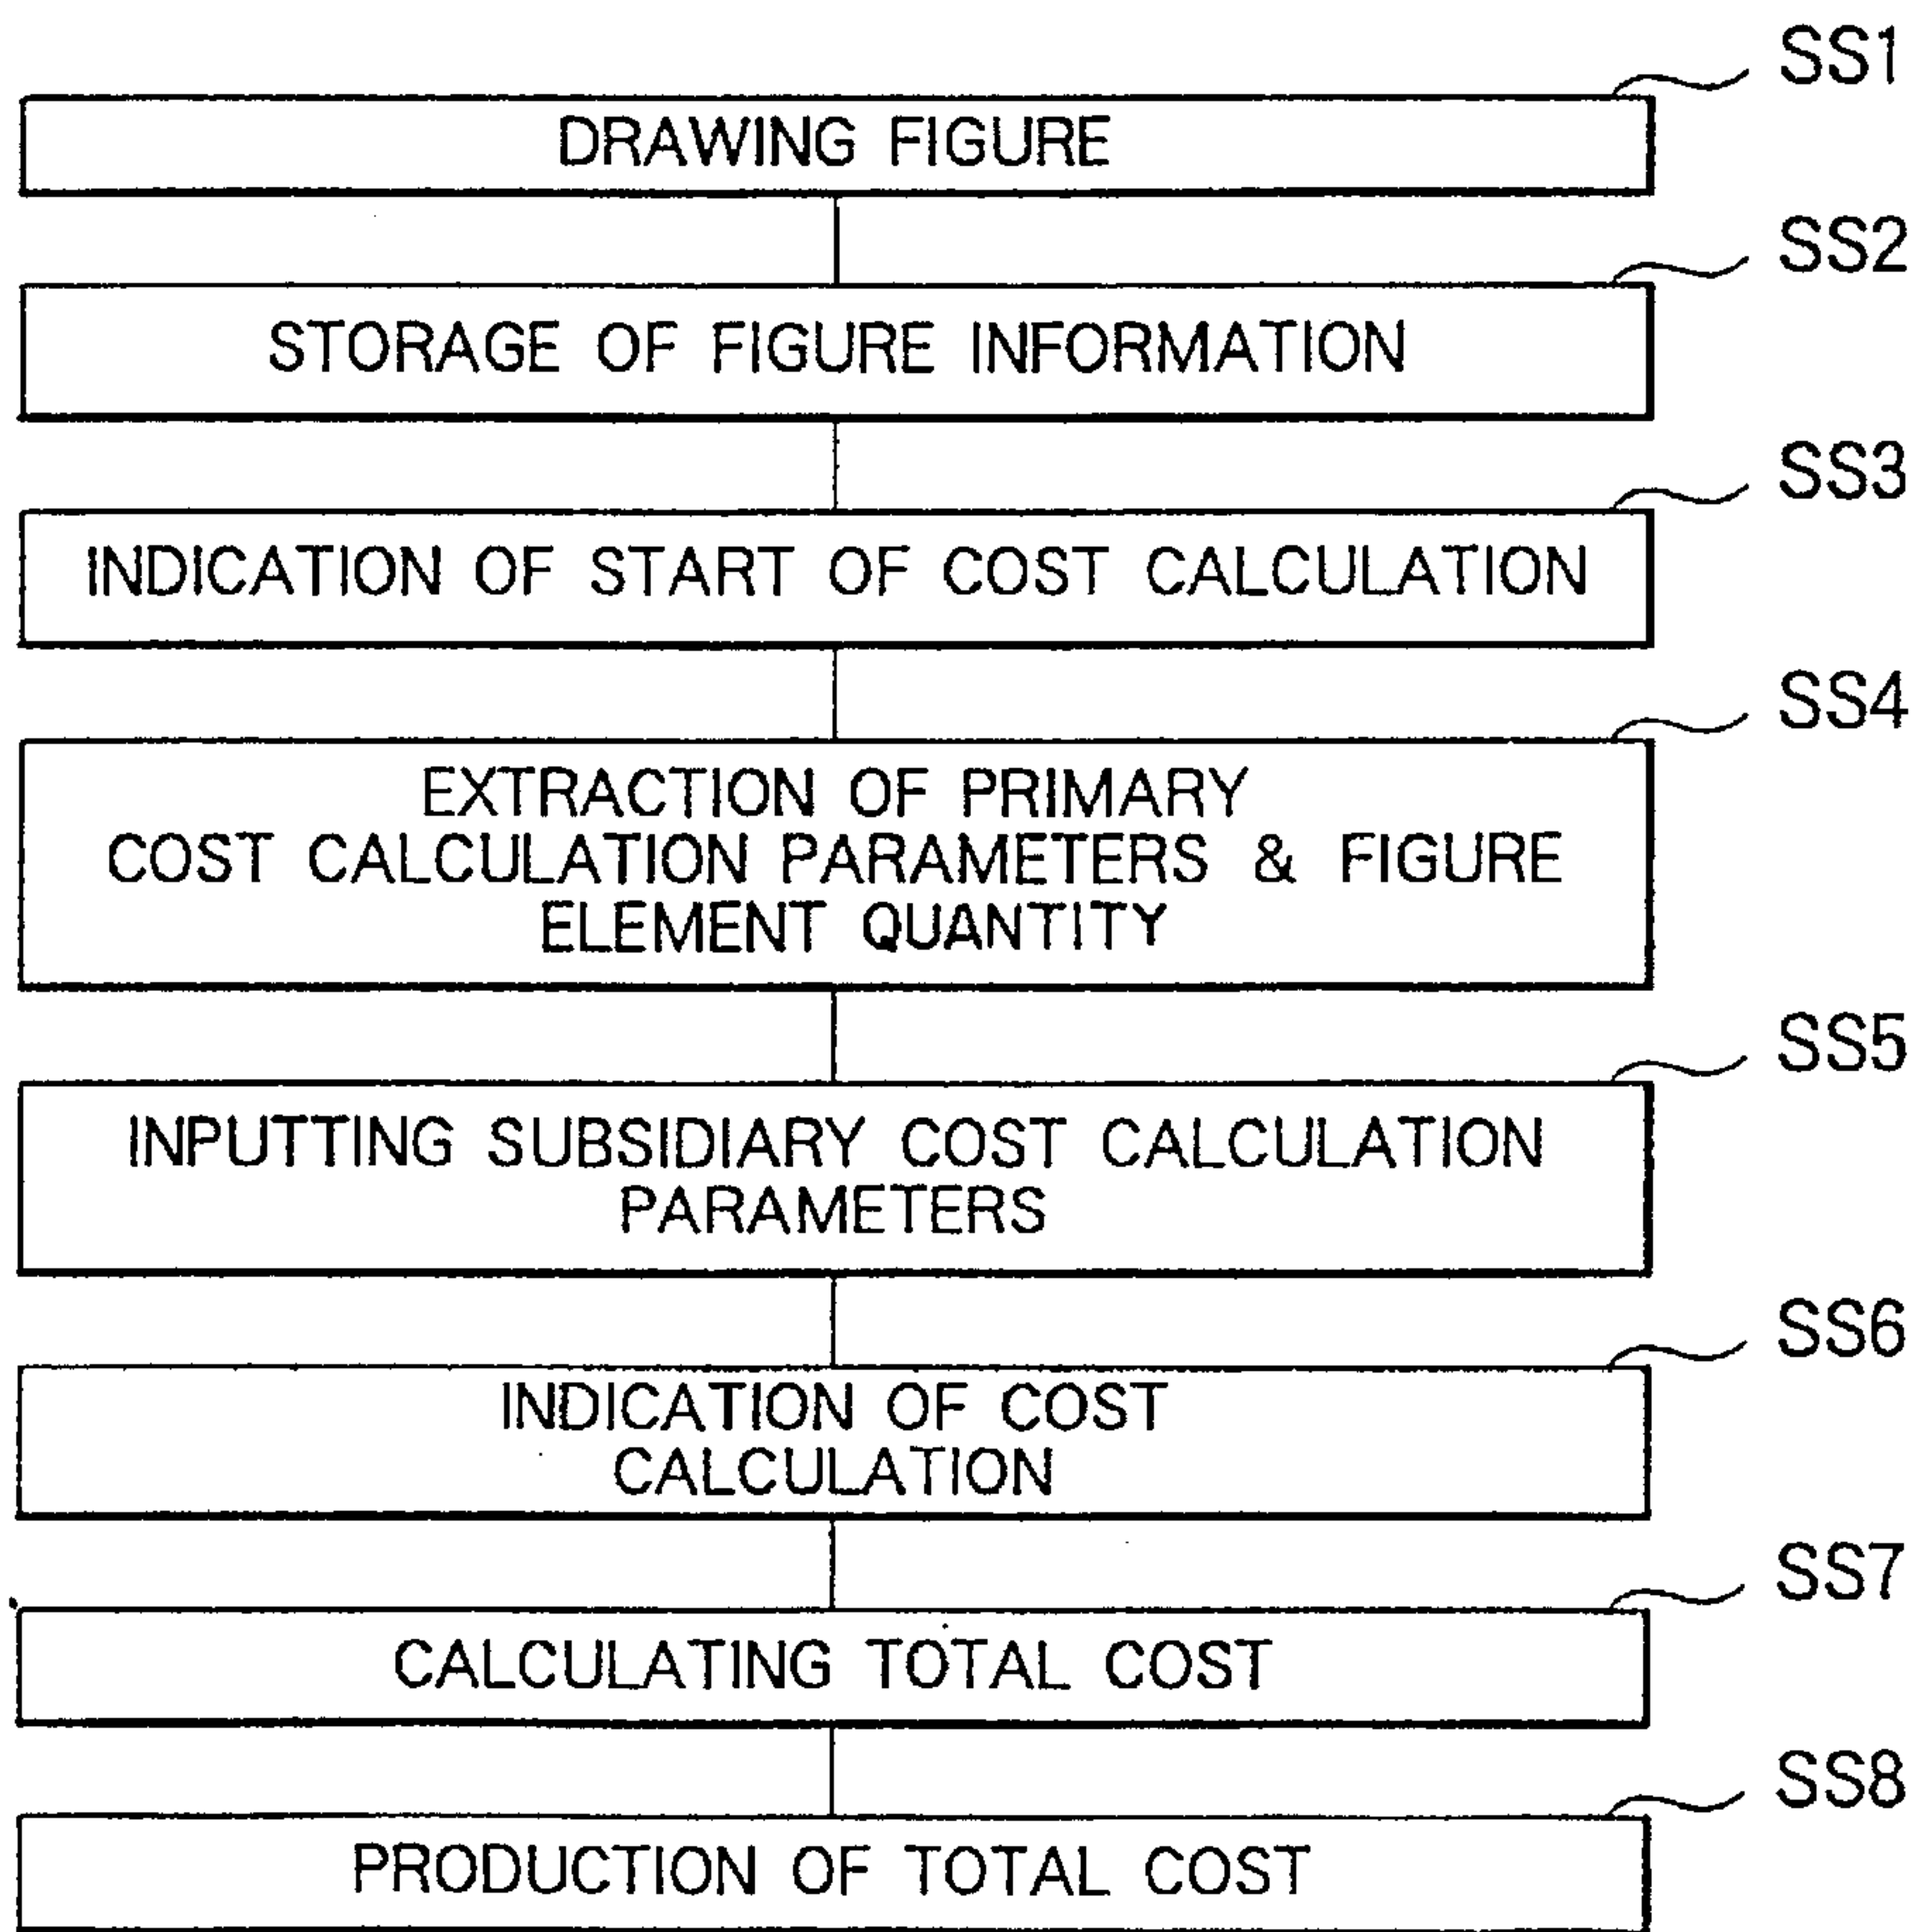 SS1
DRAWING FIGURE
SS2
STORAGE OF FIGURE INFORMATION
SS3
INDICATION OF START OF COST CALCULATION
SS4
EXTRACTION OF PRIMARY
COST CALCULATION PARAMETERS & FIGURE
ELEMENT QUANTITY
SS5
INPUTTING SUBSIDIARY COST CALCULATION
PARAMETERS
SS6
INDICATION OF COST
CALCULATION
SS7
CALCULATING TOTAL COST
SS8
PRODUCTION OF TOTAL COST